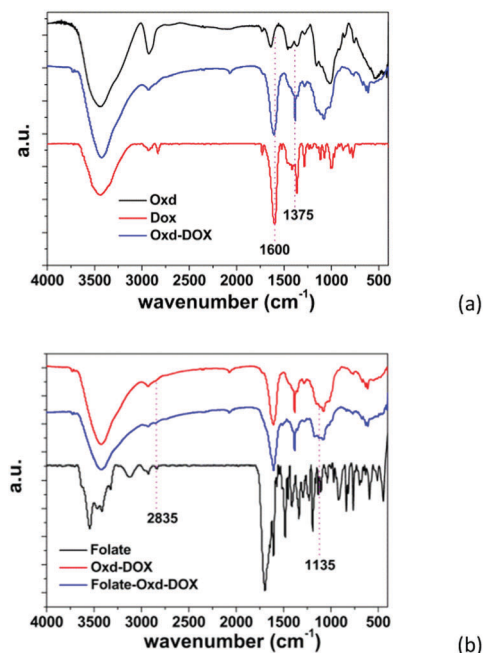 a.u.
1375
1600
Oxd
Dox
Oxd-DOX
4000 3500 3000 2500 2000 1500 1000 500
wavenumber (cm⁻¹)
(a)
a.u.
2835
1135
Folate
Oxd-DOX
Folate-Oxd-DOX
4000 3500 3000 2500 2000 1500 1000 500
wavenumber (cm⁻¹)
(b)